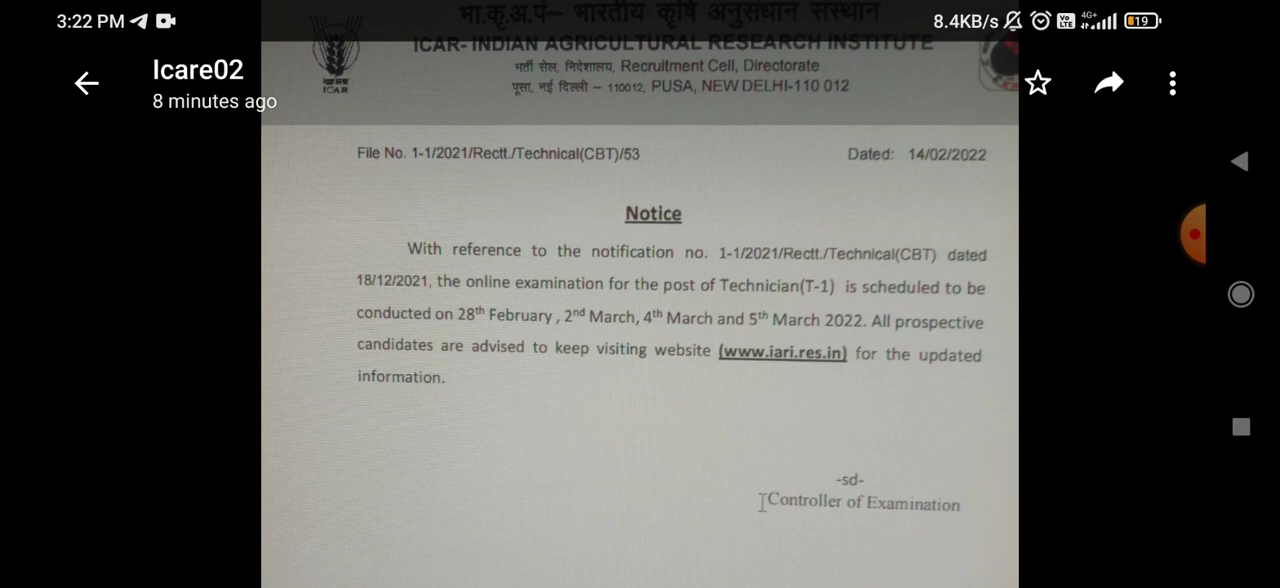 3:22 PM
8.4KB/s
4G+
19
Icare02
8 minutes ago
भा.कृ.अ.पं– भारतीय कृषि अनुसंधान संस्थान
ICAR- INDIAN AGRICULTURAL RESEARCH INSTITUTE
भर्ती सेल, निदेशालय, Recruitment Cell, Directorate
पूसा, नई दिल्ली – 110012, PUSA, NEW DELHI-110 012
ICAR
File No. 1-1/2021/Rectt./Technical(CBT)/53 Dated: 14/02/2022
Notice
With reference to the notification no. 1-1/2021/Rectt./Technical(CBT) dated
18/12/2021, the online examination for the post of Technician(T-1) is scheduled to be
conducted on 28th February , 2nd March, 4th March and 5th March 2022. All prospective
candidates are advised to keep visiting website (www.iari.res.in) for the updated
information.
-sd-
Controller of Examination